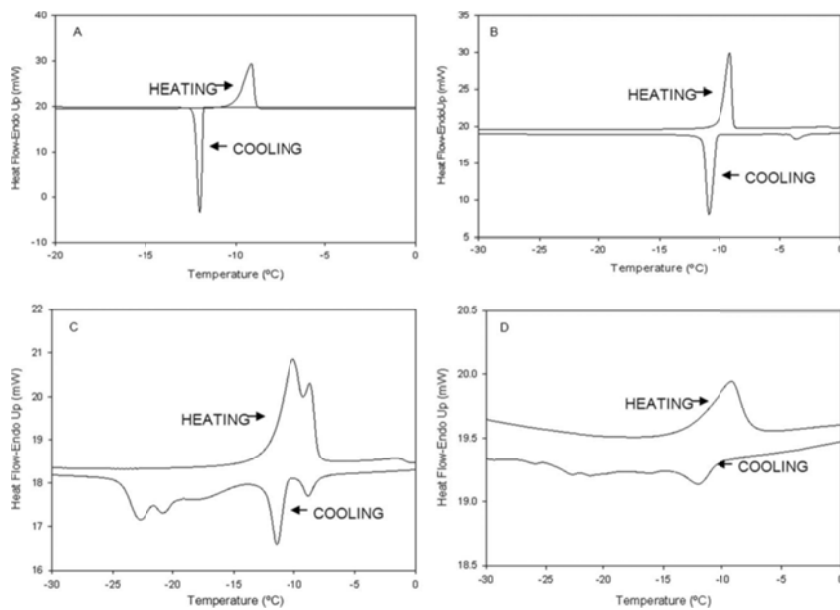 A
Heat Flow-Endo Up (mW)
40
30
20
10
0
-10
HEATING
COOLING
-20
-15
-10
-5
0
Temperature (ºC)
B
Heat Flow-EndoUp (mW)
35
30
25
20
15
10
5
HEATING
COOLING
-30
-20
-10
0
Temperature (ºC)
C
Heat Flow-Endo Up (mW)
22
21
20
19
18
17
16
HEATING
COOLING
-30
-25
-20
-15
-10
-5
0
Temperature (ºC)
D
Heat Flow-Endo Up (mW)
20.5
20.0
19.5
19.0
18.5
HEATING
COOLING
-30
-25
-20
-15
-10
-5
0
Temperature (ºC)